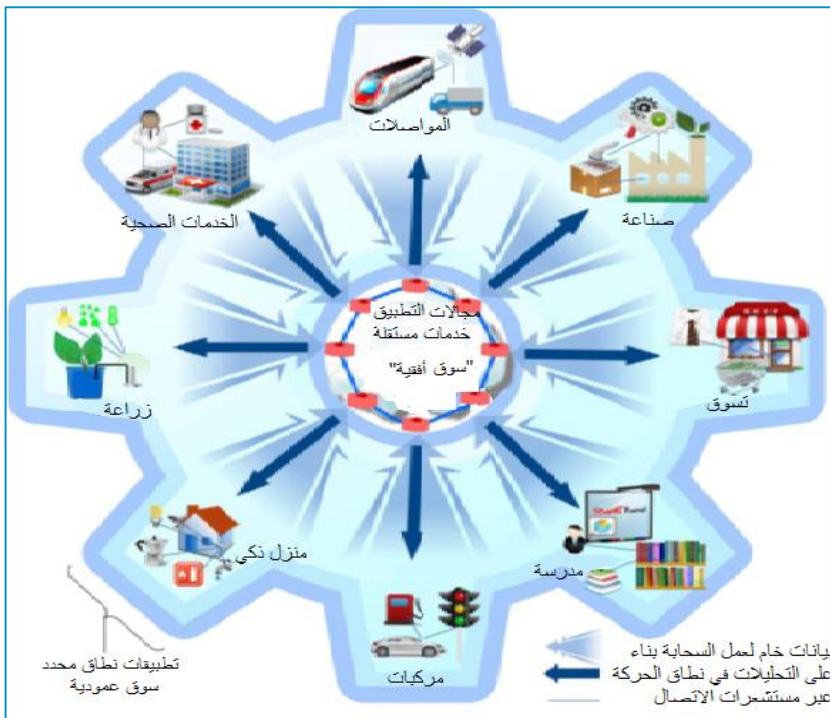 المواصلات
الخدمات الصحية
صناعة
مجالات التطبيق
خدمات مستقلة
"سوق أفقية"
زراعة
تسوق
SHOP
منزل ذكي
مدرسة
مركبات
تطبيقات نطاق محدد
سوق عمودية
بيانات خام لعمل السحابة بناء
على التحليلات في نطاق الحركة
عبر مستشعرات الاتصال